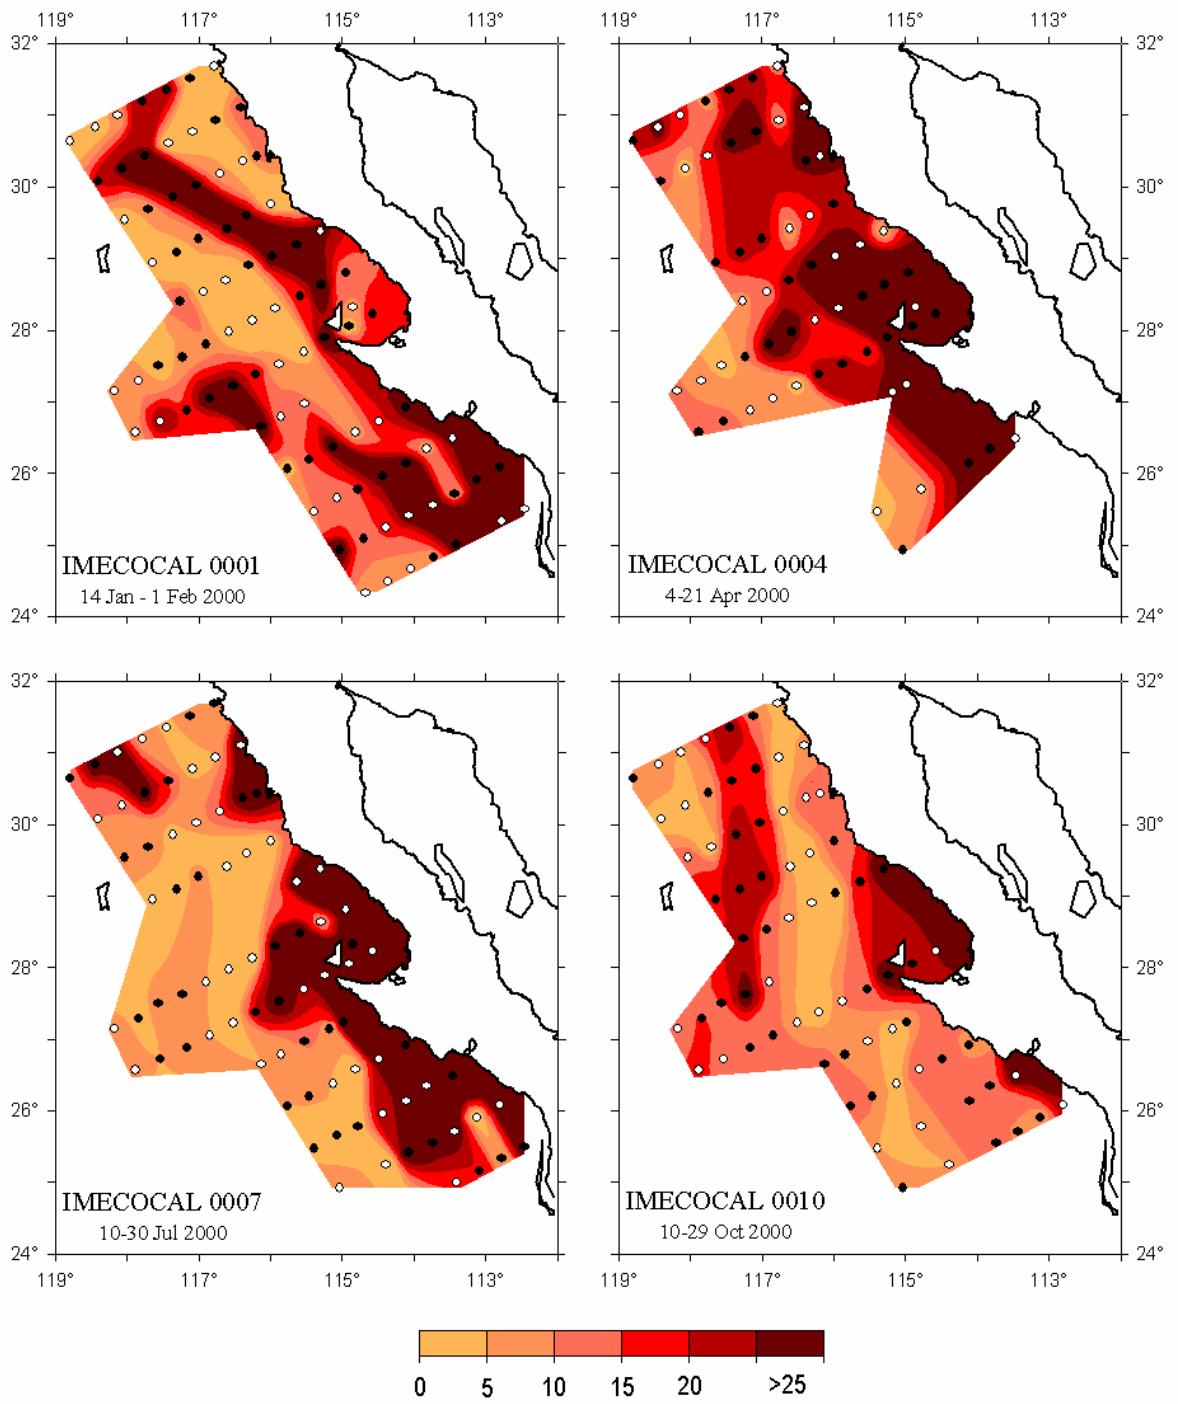 119° 117° 115° 113° 119° 117° 115° 113°
32° 32°
30° 30°
28° 28°
26° 26°
IMECOCAL 0001 IMECOCAL 0004
14 Jan - 1 Feb 2000 4-21 Apr 2000
24° 24°
32° 32°
30° 30°
28° 28°
26° 26°
IMECOCAL 0007 IMECOCAL 0010
10-30 Jul 2000 10-29 Oct 2000
24° 24°
119° 117° 115° 113° 119° 117° 115° 113°
0 5 10 15 20 >25